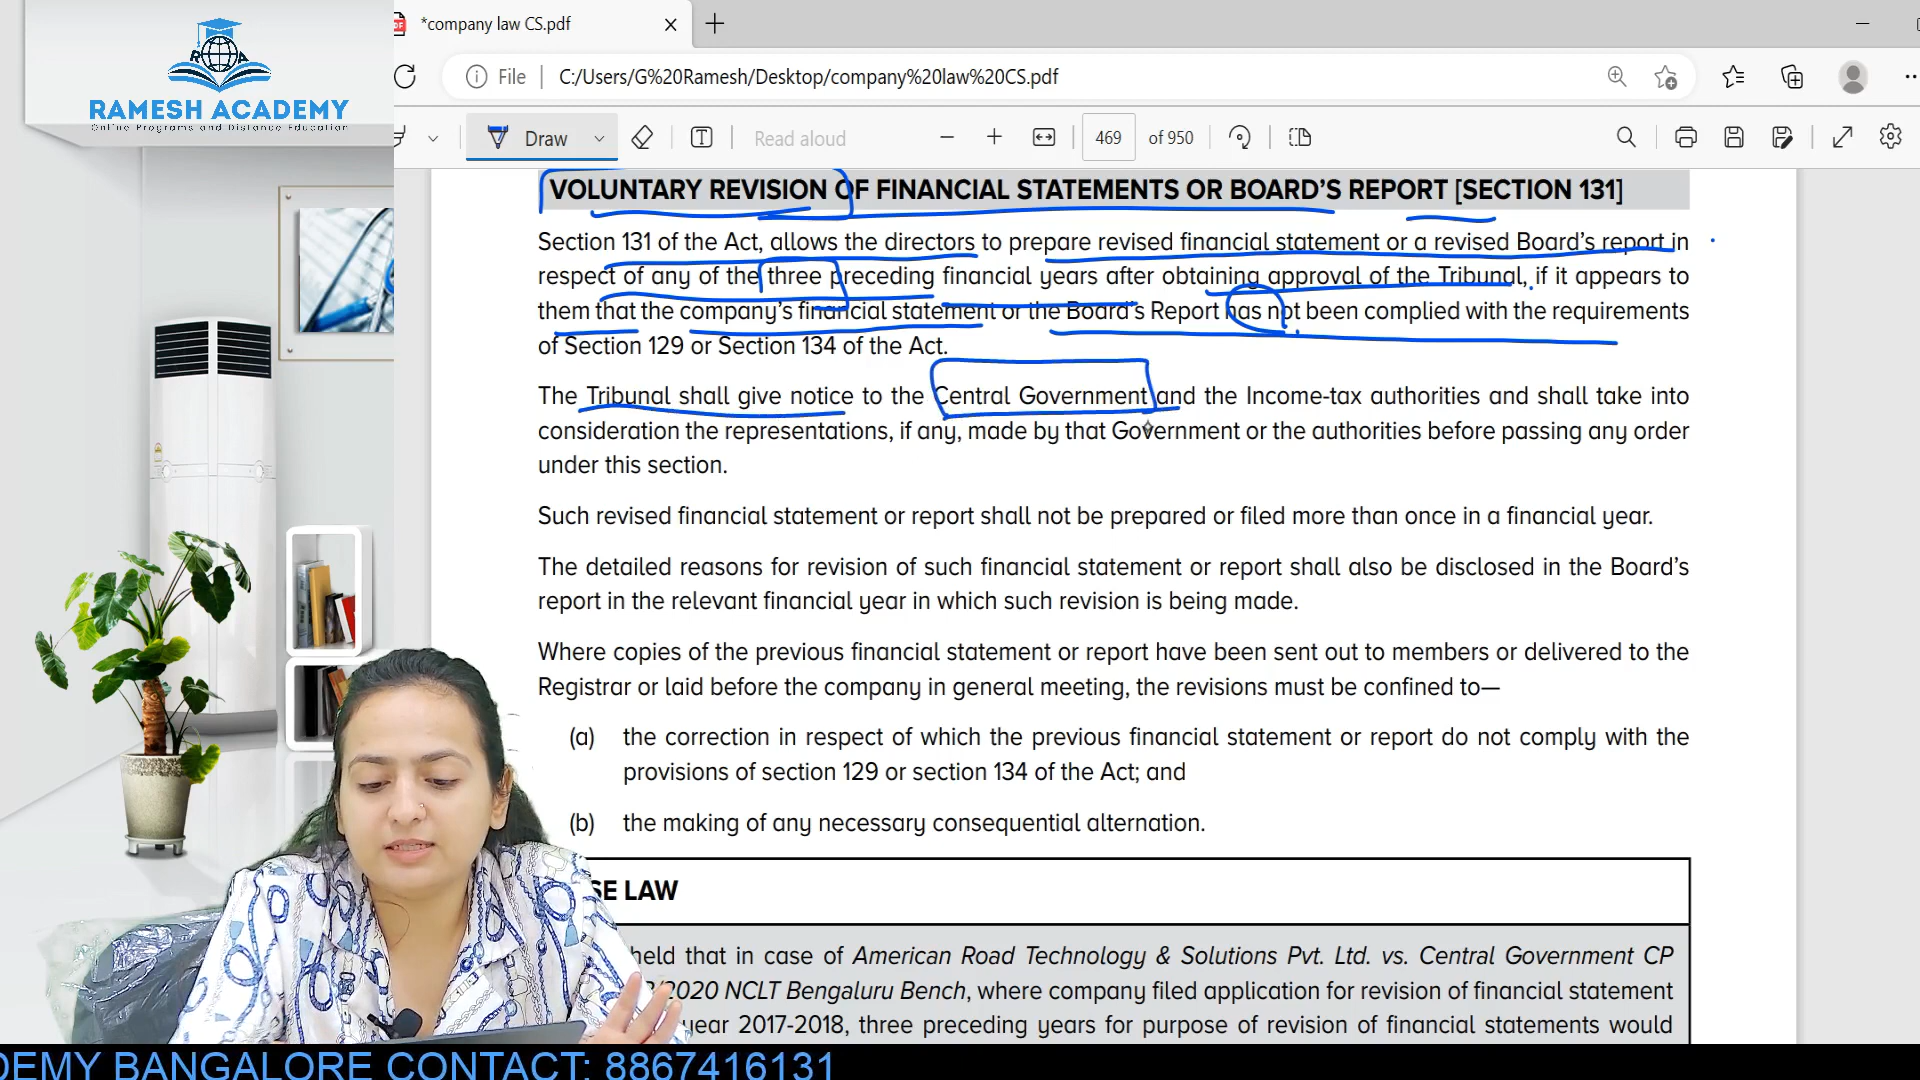 *company law CS.pdf
RAMESH ACADEMY
Online Programs and Distance Education
File
C:/Users/G%20Ramesh/Desktop/company%20law%20CS.pdf
Draw
Read aloud
469 of 950
VOLUNTARY REVISION OF FINANCIAL STATEMENTS OR BOARD'S REPORT [SECTION 131]
Section 131 of the Act, allows the directors to prepare revised financial statement or a revised Board's report in
respect of any of the three preceding financial years after obtaining approval of the Tribunal, if it appears to
them that the company's financial statement or the Board's Report has not been complied with the requirements
of Section 129 or Section 134 of the Act.
The Tribunal shall give notice to the Central Government and the Income-tax authorities and shall take into
consideration the representations, if any, made by that Government or the authorities before passing any order
under this section.
Such revised financial statement or report shall not be prepared or filed more than once in a financial year.
The detailed reasons for revision of such financial statement or report shall also be disclosed in the Board's
report in the relevant financial year in which such revision is being made.
Where copies of the previous financial statement or report have been sent out to members or delivered to the
Registrar or laid before the company in general meeting, the revisions must be confined to—
(a) the correction in respect of which the previous financial statement or report do not comply with the
provisions of section 129 or section 134 of the Act; and
(b) the making of any necessary consequential alternation.
SE LAW
held that in case of American Road Technology & Solutions Pvt. Ltd. vs. Central Government CP
/2020 NCLT Bengaluru Bench, where company filed application for revision of financial statement
year 2017-2018, three preceding years for purpose of revision of financial statements would
DEMY BANGALORE CONTACT: 8867416131